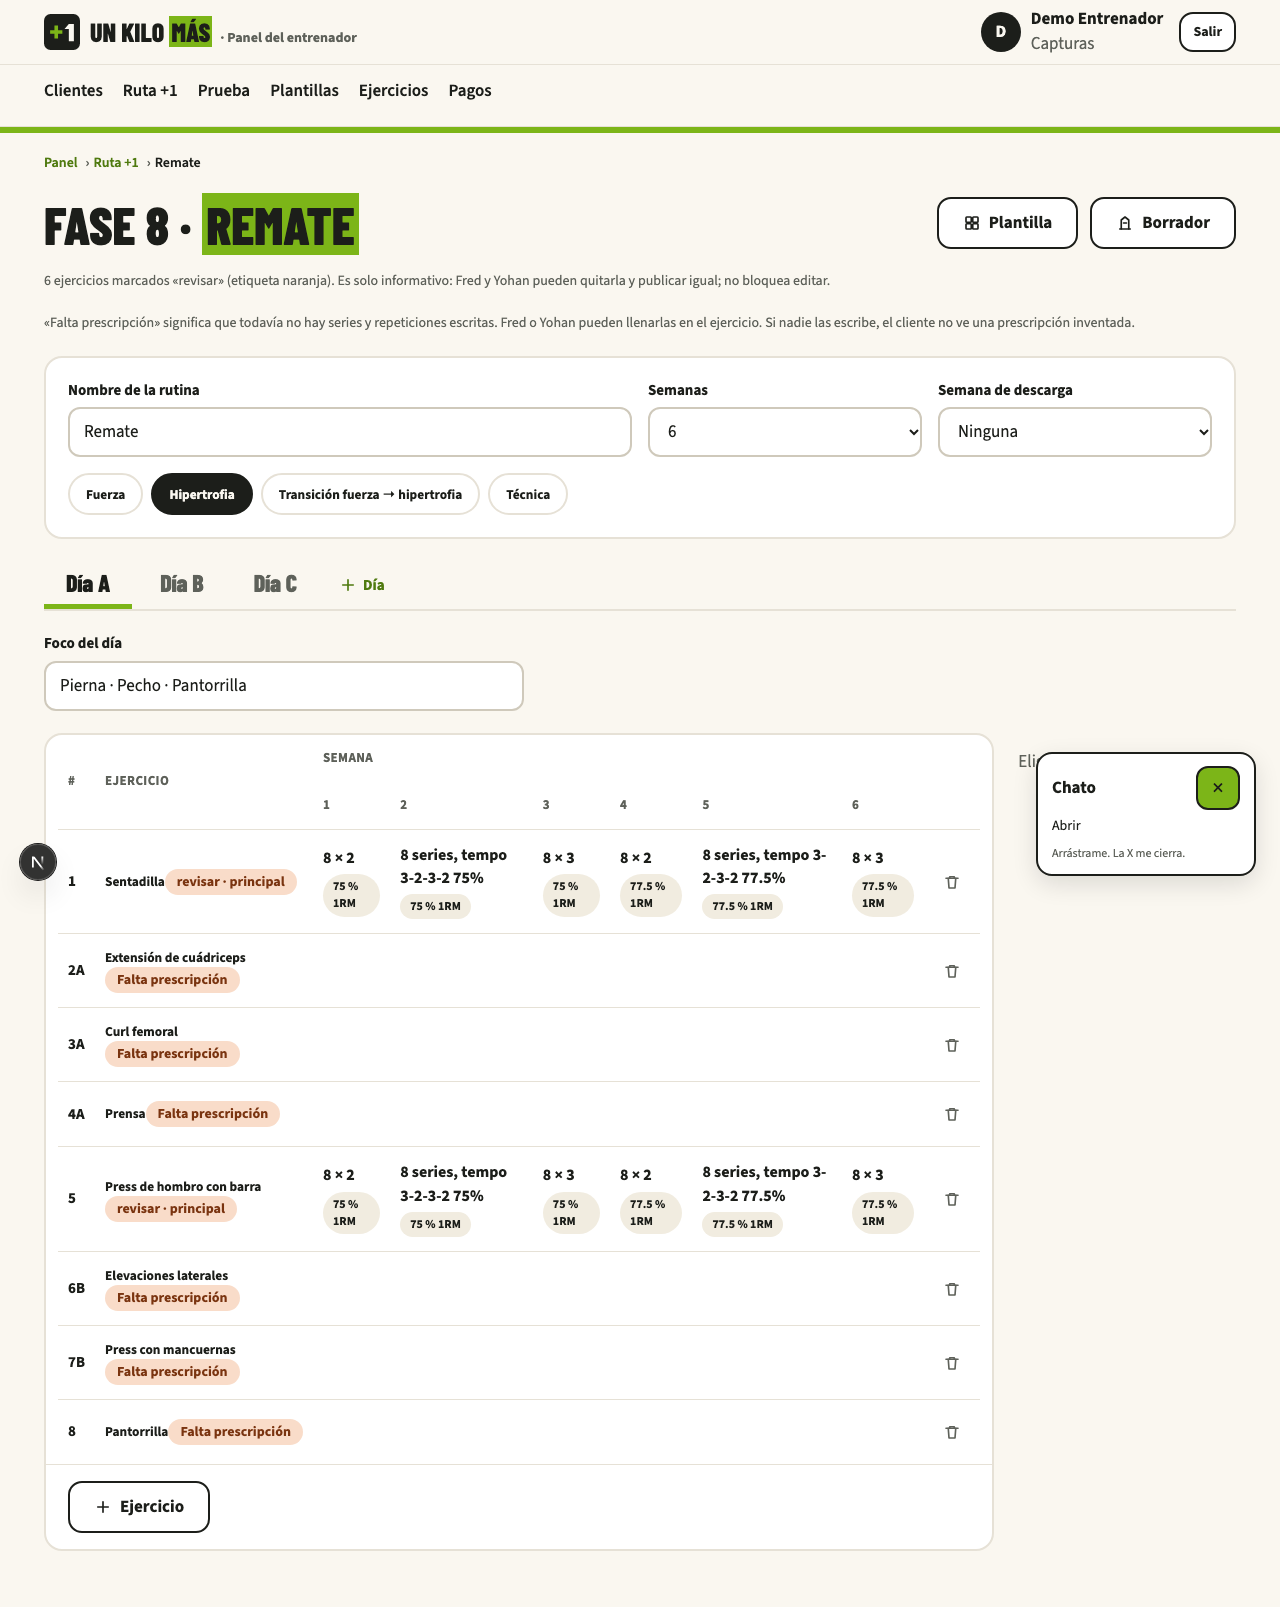 +1 UN KILO MÁS · Panel del entrenador
D Demo Entrenador
Capturas
Salir
Clientes Ruta +1 Prueba Plantillas Ejercicios Pagos
Panel › Ruta +1 › Remate
FASE 8 · REMATE
Plantilla
Borrador
6 ejercicios marcados «revisar» (etiqueta naranja). Es solo informativo: Fred y Yohan pueden quitarla y publicar igual; no bloquea editar.
«Falta prescripción» significa que todavía no hay series y repeticiones escritas. Fred o Yohan pueden llenarlas en el ejercicio. Si nadie las escribe, el cliente no ve una prescripción inventada.
Nombre de la rutina Semanas Semana de descarga
Remate 6 Ninguna
Fuerza Hipertrofia Transición fuerza → hipertrofia Técnica
Día A Día B Día C + Día
Foco del día
Pierna · Pecho · Pantorrilla
SEMANA
# EJERCICIO
1 2 3 4 5 6
N
Chato
×
Abrir
Arrástrame. La X me cierra.
1 Sentadilla revisar · principal
8 × 2
75 %
1RM
8 series, tempo
3-2-3-2 75%
75 % 1RM
8 × 3
75 %
1RM
8 × 2
77.5 %
1RM
8 series, tempo 3-
2-3-2 77.5%
77.5 % 1RM
8 × 3
77.5 %
1RM
2A Extensión de cuádriceps
Falta prescripción
3A Curl femoral
Falta prescripción
4A Prensa Falta prescripción
5 Press de hombro con barra
revisar · principal
8 × 2
75 %
1RM
8 series, tempo
3-2-3-2 75%
75 % 1RM
8 × 3
75 %
1RM
8 × 2
77.5 %
1RM
8 series, tempo 3-
2-3-2 77.5%
77.5 % 1RM
8 × 3
77.5 %
1RM
6B Elevaciones laterales
Falta prescripción
7B Press con mancuernas
Falta prescripción
8 Pantorrilla Falta prescripción
+ Ejercicio